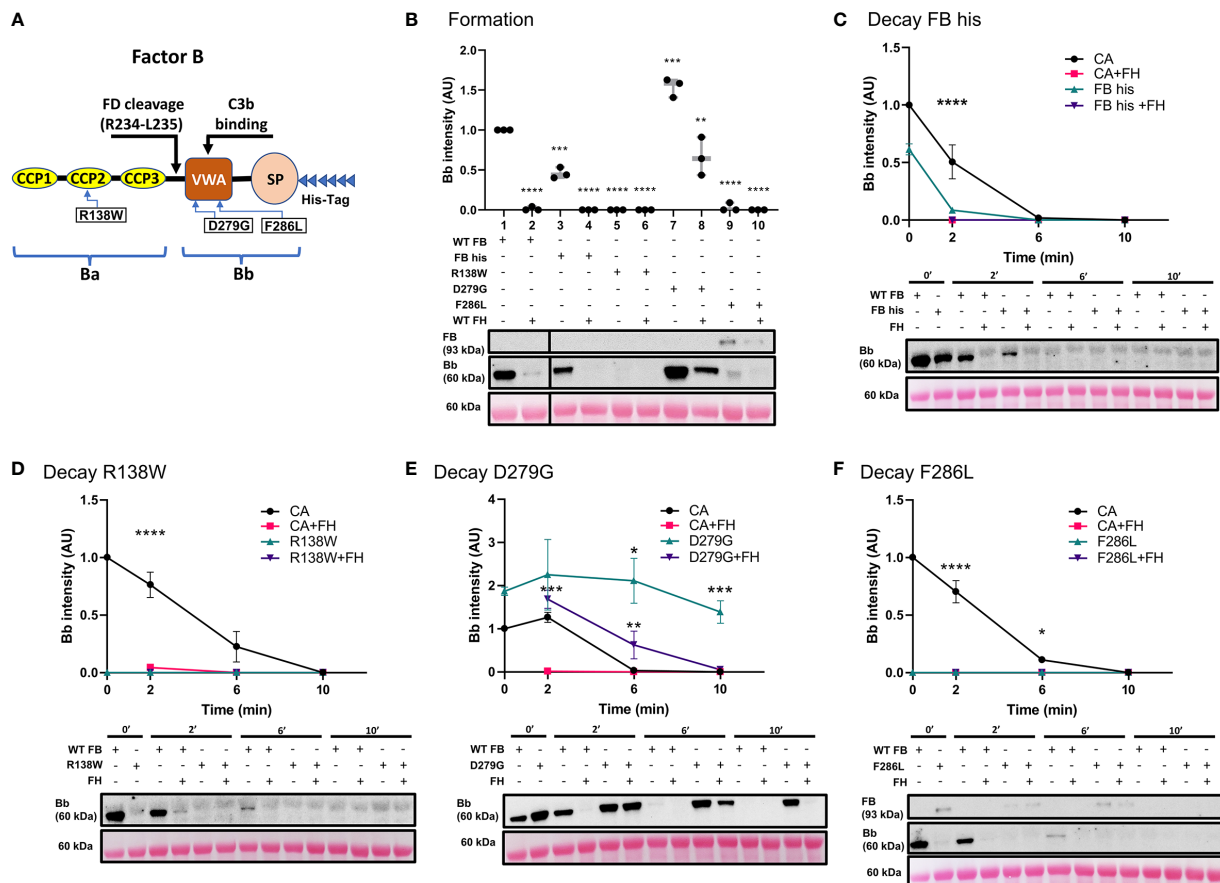 A
Factor B
FD cleavage
(R234-L235)
C3b
binding
CCP1
CCP2
CCP3
VWA
SP
His-Tag
R138W
D279G
F286L
Ba
Bb
B Formation
Bb intensity (AU)
2.0
1.5
1.0
0.5
0.0
***
**
***
**** **** **** **** **** ****
1 2 3 4 5 6 7 8 9 10
WT FB + + - - - - - - - -
FB his - - + + - - - - - -
R138W - - - - + + - - - -
D279G - - - - - - + + - -
F286L - - - - - - - - + +
WT FH - + - + - + - + - +
FB
(93 kDa)
Bb
(60 kDa)
60 kDa
C Decay FB his
Bb intensity (AU)
1.5
1.0
0.5
0.0
****
CA
CA+FH
FB his
FB his +FH
0 2 6 10
Time (min)
0' 2' 6' 10'
WT FB + - + + - - + + - - + + - -
FB his - + - - + + - - + + - - + +
FH - - - + - + - + - + - + - +
Bb
(60 kDa)
60 kDa
D Decay R138W
Bb intensity (AU)
1.5
1.0
0.5
0.0
****
CA
CA+FH
R138W
R138W+FH
0 2 6 10
Time (min)
0' 2' 6' 10'
WT FB + - + + - - + + - - + + - -
R138W - + - - + + - - + + - - + +
FH - - - + - + - + - + - + - +
Bb
(60 kDa)
60 kDa
E Decay D279G
Bb intensity (AU)
4
3
2
1
0
CA
CA+FH
D279G
D279G+FH
*
***
***
**
0 2 6 10
Time (min)
0' 2' 6' 10'
WT FB + - + + - - + + - - + + - -
D279G - + - - + + - - + + - - + +
FH - - - + - + - + - + - + - +
Bb
(60 kDa)
60 kDa
F Decay F286L
Bb intensity (AU)
1.5
1.0
0.5
0.0
****
*
CA
CA+FH
F286L
F286L+FH
0 2 6 10
Time (min)
0' 2' 6' 10'
WT FB + - + + - - + + - - + + - -
F286L - + - - + + - - + + - - + +
FH - - - + - + - + - + - + - +
FB
(93 kDa)
Bb
(60 kDa)
60 kDa